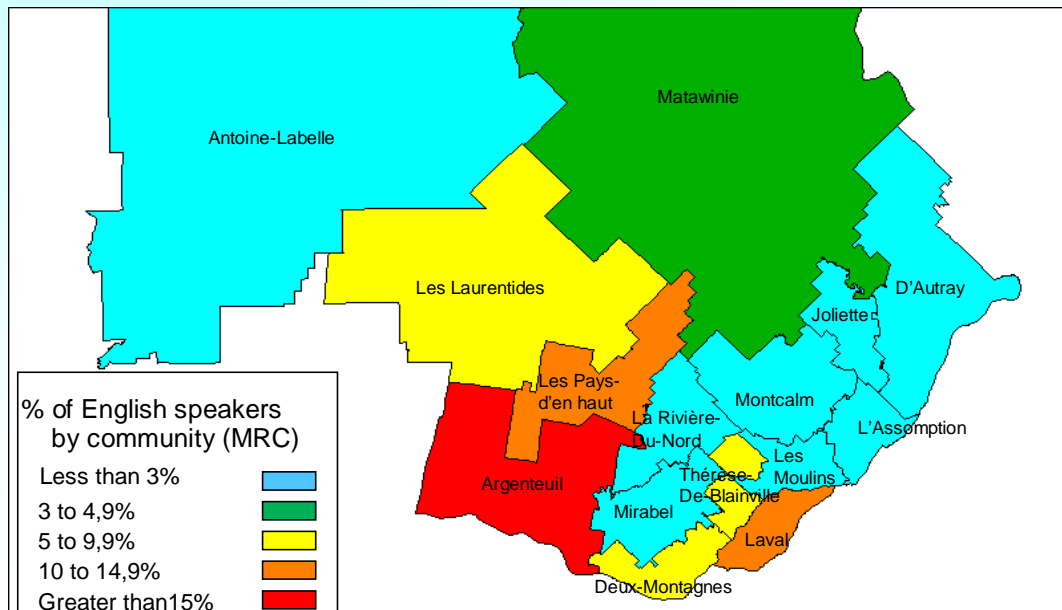 Matawinie
Antoine-Labelle
Les Laurentides
D'Autray
Joliette
Les Pays-
d'en haut
Montcalm
La Rivière-
Du-Nord
L'Assomption
Les
Moulins
Thérèse-
De-Blainville
Argenteuil
Mirabel
Laval
Deux-Montagnes
% of English speakers
by community (MRC)
Less than 3%
3 to 4,9%
5 to 9,9%
10 to 14,9%
Greater than15%